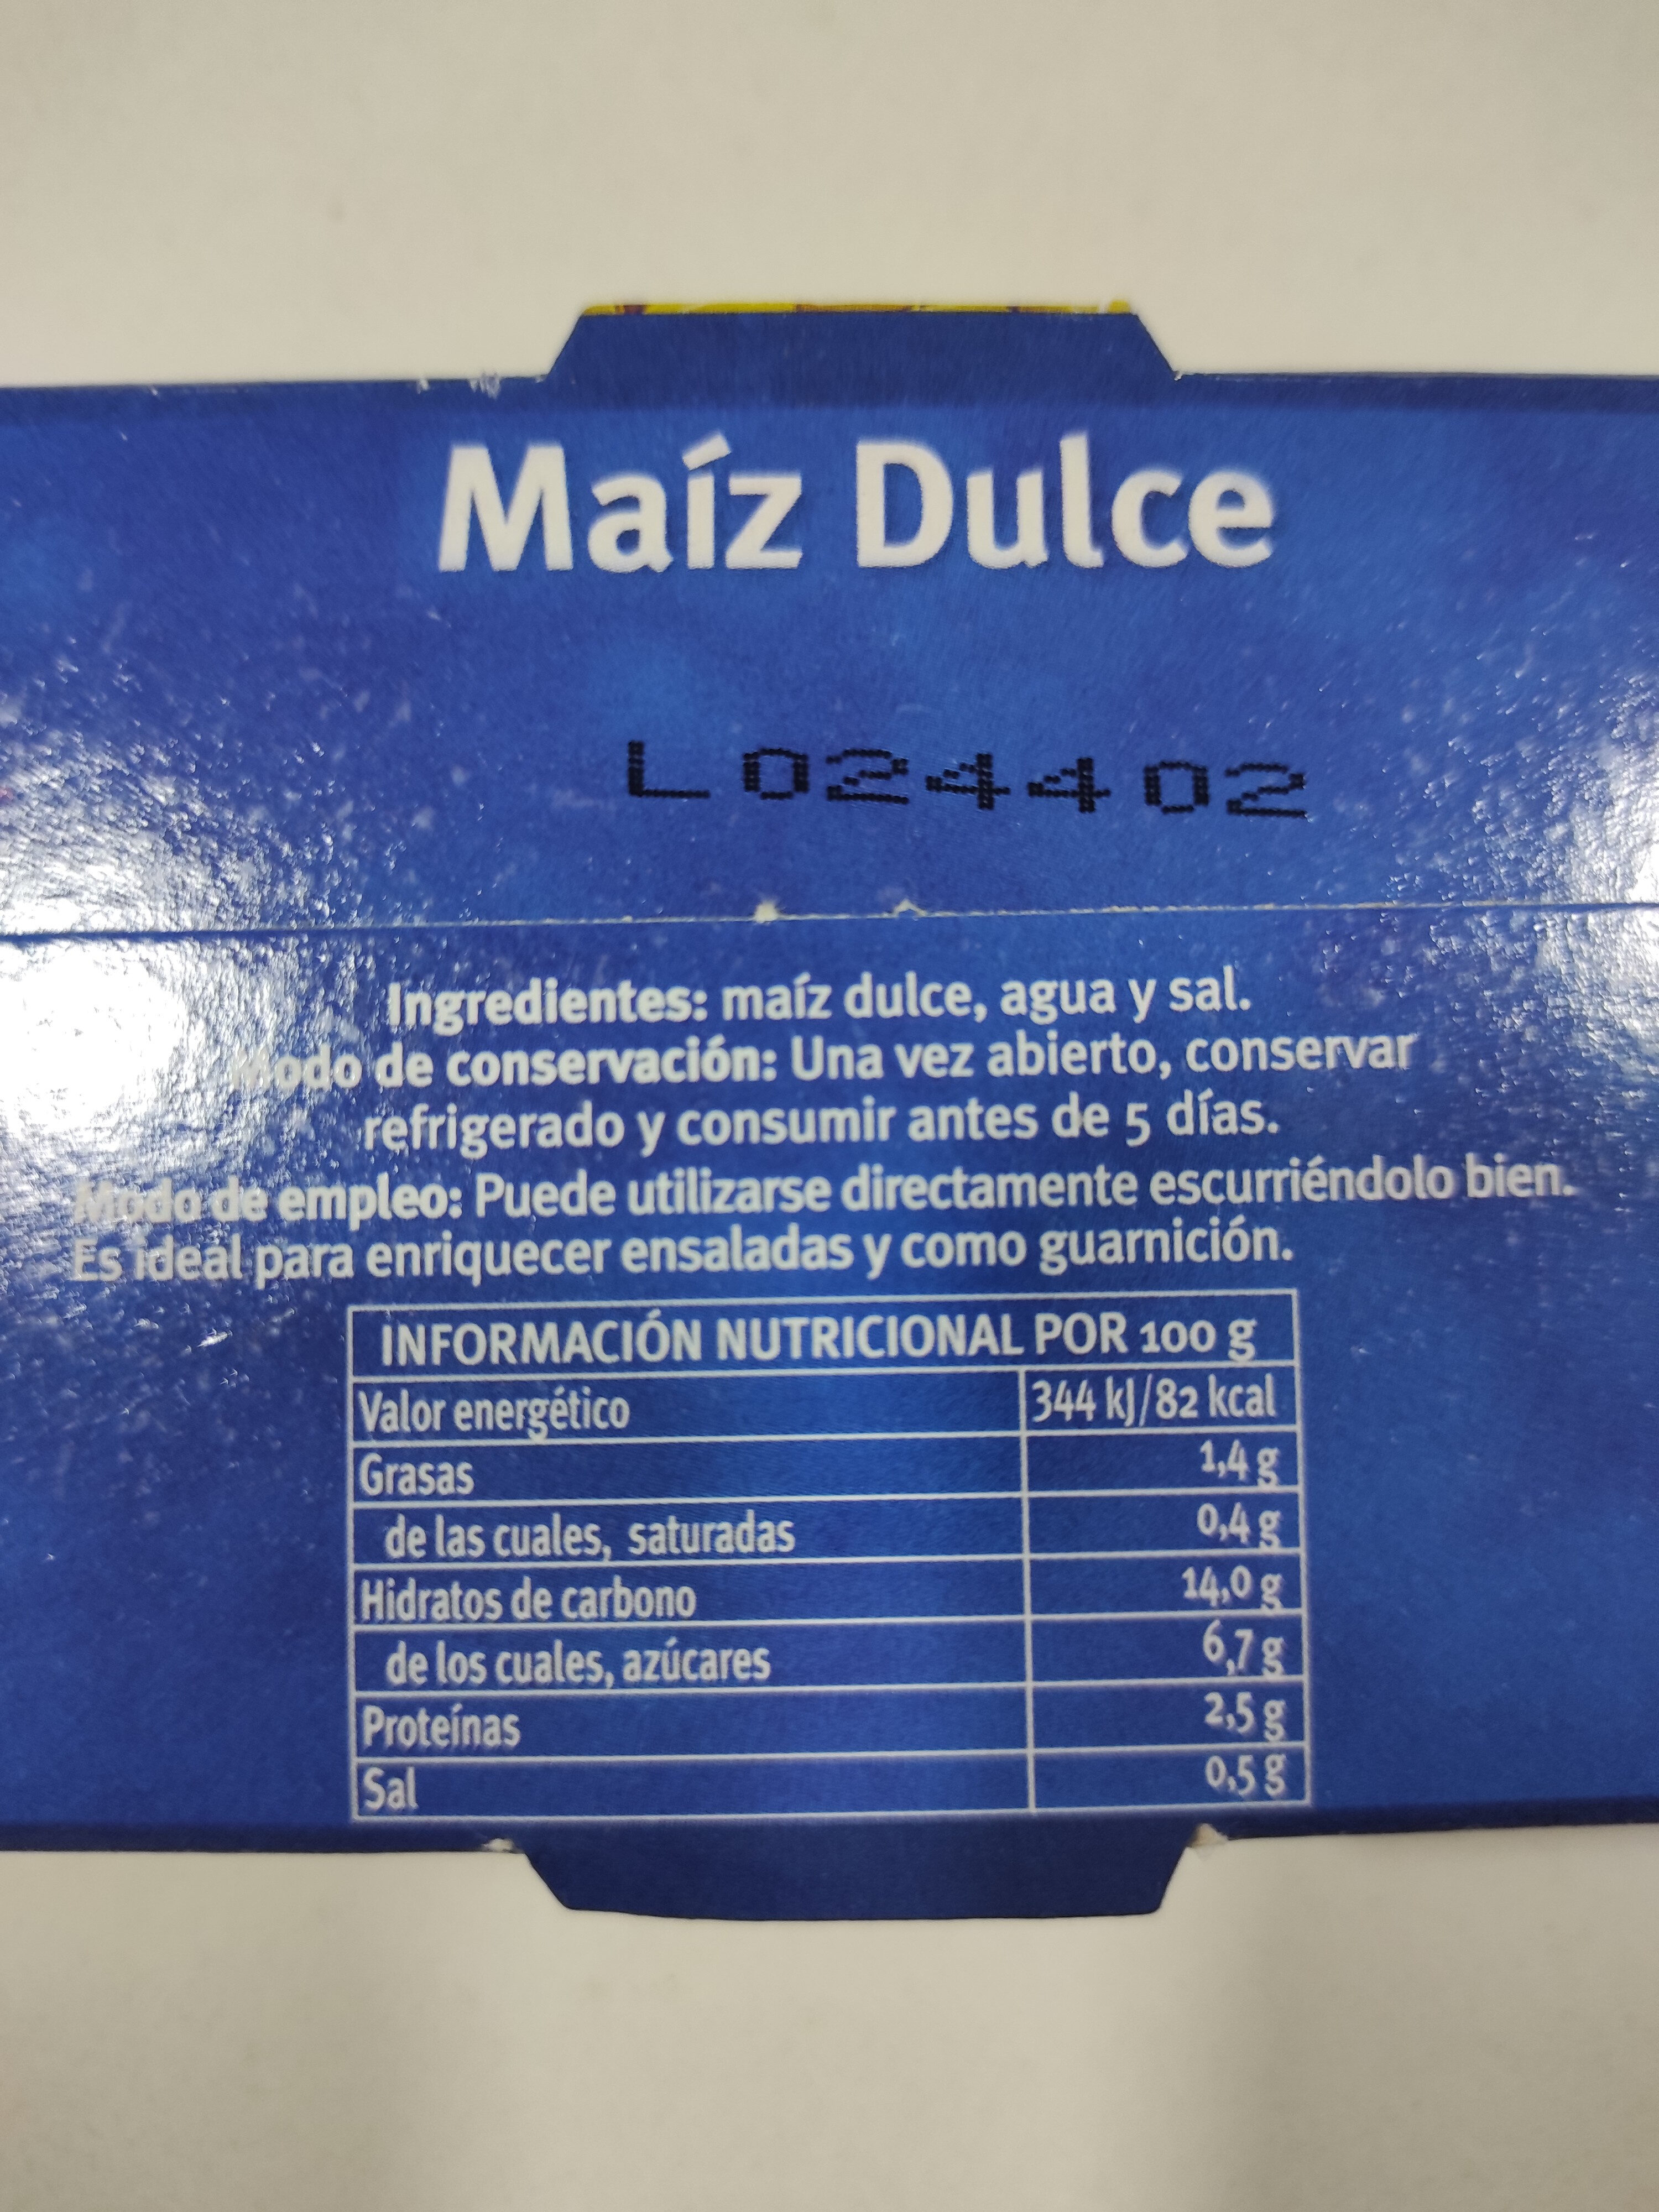 Maíz Dulce
L024402
Ingredientes: maíz dulce, agua y sal.
Modo de conservación: Una vez abierto, conservar
refrigerado y consumir antes de 5 días.
Modo de empleo: Puede utilizarse directamente escurriéndolo bien.
Es ideal para enriquecer ensaladas y como guarnición.
INFORMACIÓN NUTRICIONAL POR 100 g
Valor energético 344 kJ/82 kcal
Grasas 1,4 g
de las cuales, saturadas 0,4 g
Hidratos de carbono 14,0 g
de los cuales, azúcares 6,7 g
Proteínas 2,5 g
Sal 0,5 g